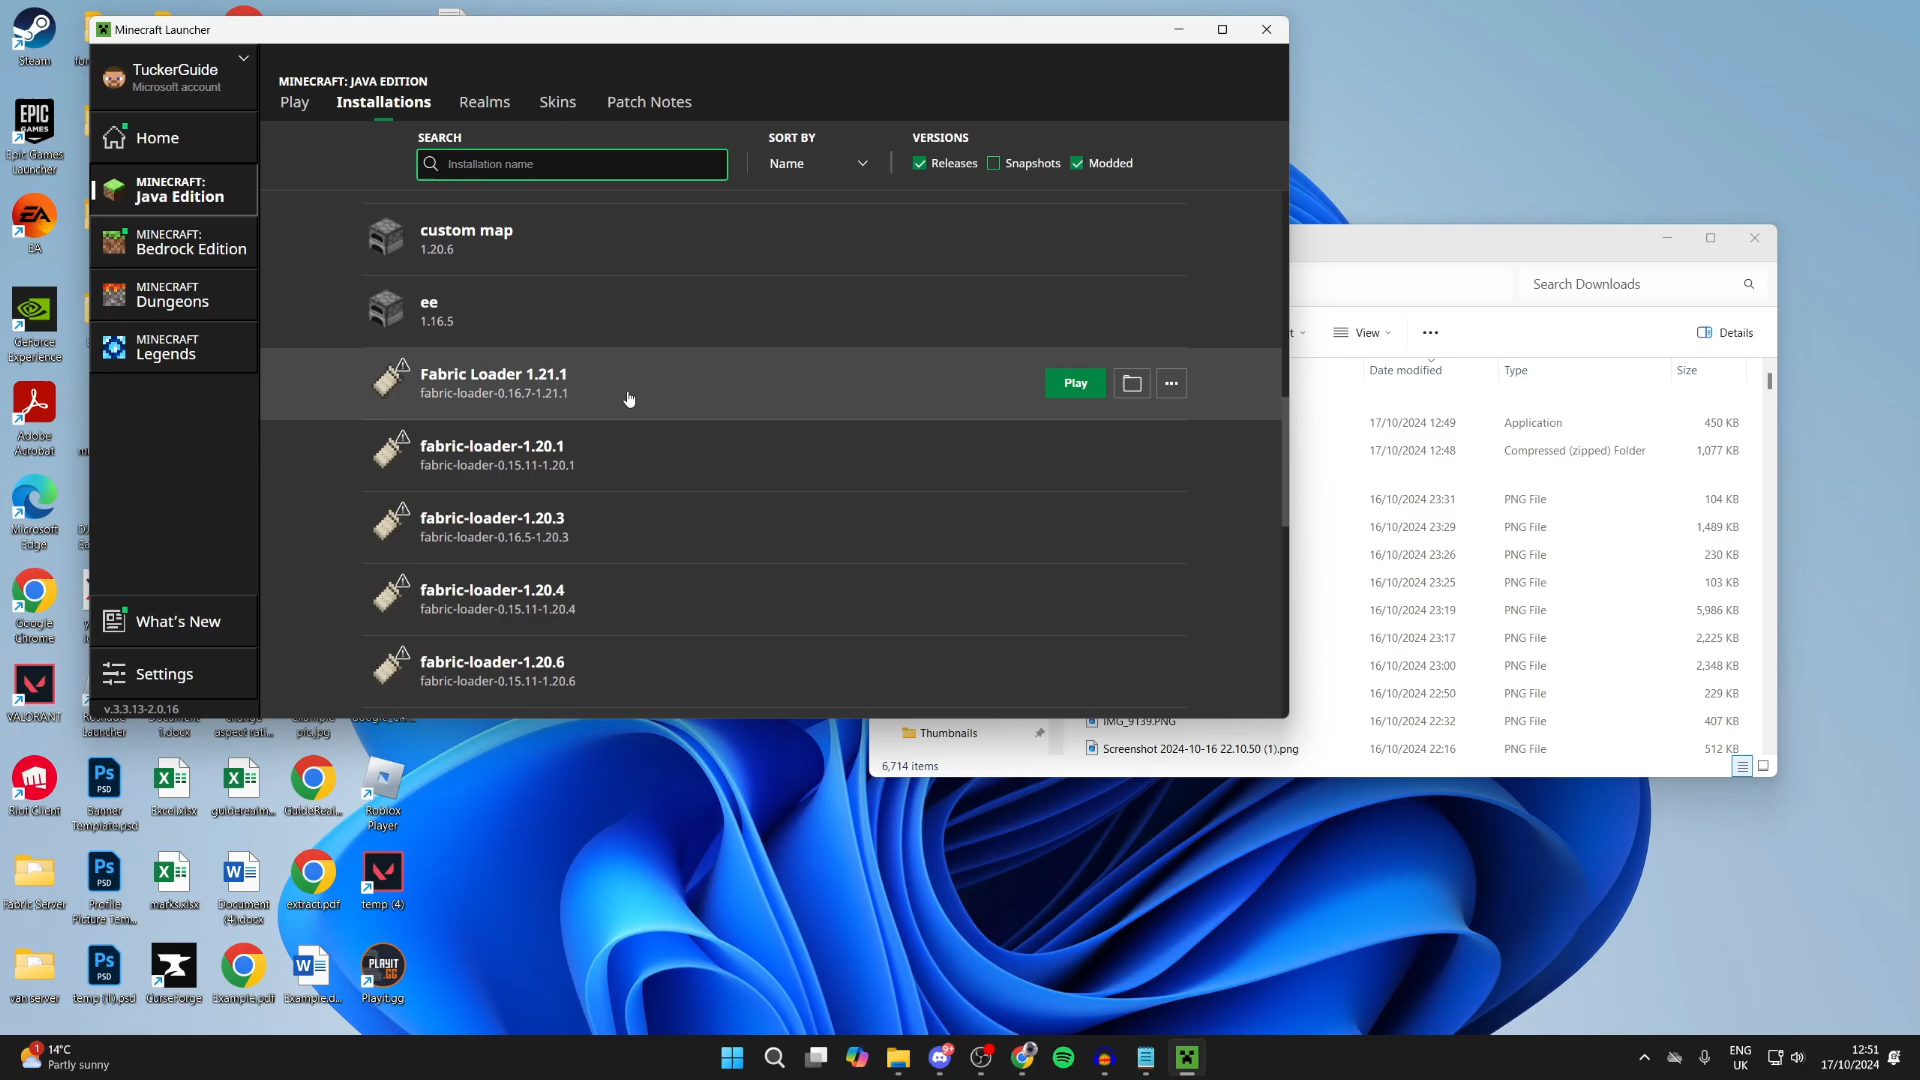 Minecraft Launcher
TuckerGuide
Microsoft account
Home
MINECRAFT:
Java Edition
MINECRAFT:
Bedrock Edition
MINECRAFT
Dungeons
MINECRAFT
Legends
What's New
Settings
v.3.3.13-2.0.16
MINECRAFT: JAVA EDITION
Play
Installations
Realms
Skins
Patch Notes
SEARCH
Installation name
SORT BY
Name
VERSIONS
Releases
Snapshots
Modded
custom map
1.20.6
ee
1.16.5
Fabric Loader 1.21.1
fabric-loader-0.16.7-1.21.1
Play
fabric-loader-1.20.1
fabric-loader-0.15.11-1.20.1
fabric-loader-1.20.3
fabric-loader-0.16.5-1.20.3
fabric-loader-1.20.4
fabric-loader-0.15.11-1.20.4
fabric-loader-1.20.6
fabric-loader-0.15.11-1.20.6
Search Downloads
View
Details
Date modified
Type
Size
17/10/2024 12:49 Application 450 KB
17/10/2024 12:48 Compressed (zipped) Folder 1,077 KB
16/10/2024 23:31 PNG File 104 KB
16/10/2024 23:29 PNG File 1,489 KB
16/10/2024 23:26 PNG File 230 KB
16/10/2024 23:25 PNG File 103 KB
16/10/2024 23:19 PNG File 5,986 KB
16/10/2024 23:17 PNG File 2,225 KB
16/10/2024 23:00 PNG File 2,348 KB
16/10/2024 22:50 PNG File 229 KB
IMG_9139.PNG 16/10/2024 22:32 PNG File 407 KB
Screenshot 2024-10-16 22.10.50 (1).png 16/10/2024 22:16 PNG File 512 KB
Thumbnails
6,714 items
Steam
EPIC
GAMES
Epic Games
Launcher
EA
GeForce
Experience
Adobe
Acrobat
Microsoft
Edge
Google
Chrome
VALORANT
Launcher
1.docx
aspect rati...
pic.jpg
Riot Client
Banner
Template.psd
Excel.xlsx
guiderealm...
GuideReal...
Roblox
Player
Fabric Server
Profile
Picture Tem...
marks.xlsx
Document
(4).docx
extract.pdf
temp (4)
van server
temp (1).psd
CurseForge
Example.pdf
Example.d...
PLAYIT
.GG
Playit.gg
1
14°C
Partly sunny
9+
ENG
UK
12:51
17/10/2024